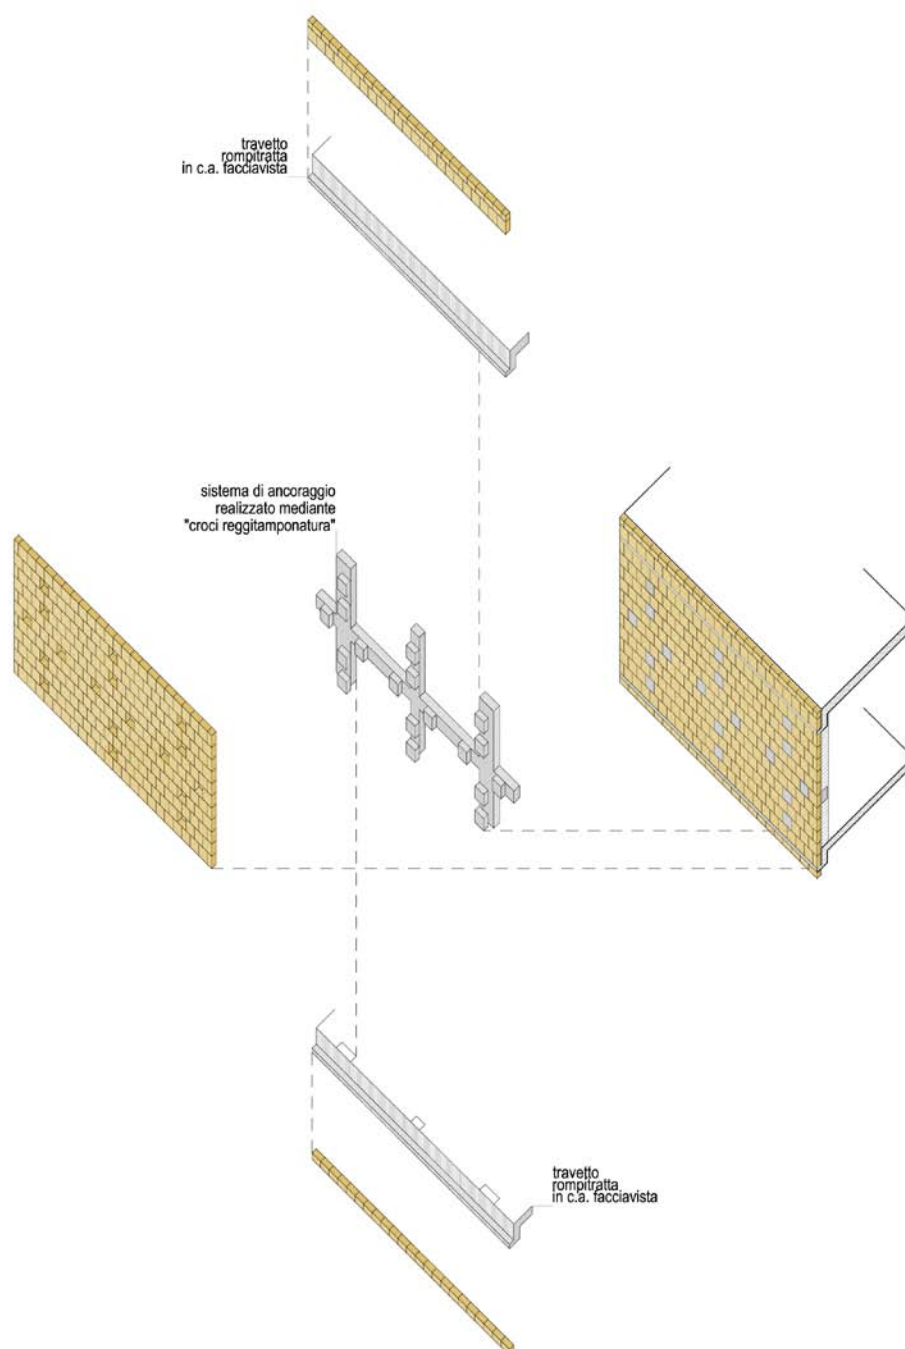 travetto
rompitratta
in c.a. facciavista
sistema di ancoraggio
realizzato mediante
"croci reggitamponatura"
travetto
rompitratta
in c.a. facciavista